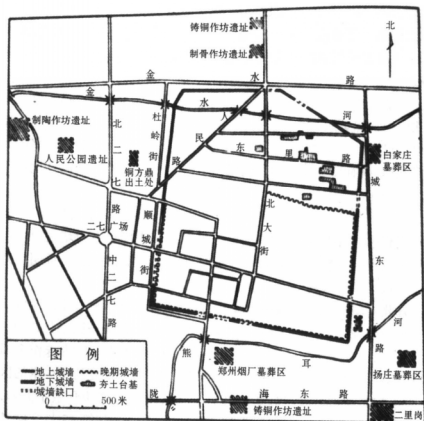 铸铜作坊遗址
北
制骨作坊遗址
金水路
金水河
制陶作坊遗址
杜岭街
北二七路
人民路
东里路
人民公园遗址
铜方鼎
出土处
白家庄
墓葬区
城东路
顺城街
北大街
二七广场
中二七路
熊耳河
图例
地上城墙
晚期城墙
地下城墙
夯土台基
城墙缺口
0 500米
郑州烟厂墓葬区
杨庄墓葬区
陇海东路
铸铜作坊遗址
二里岗